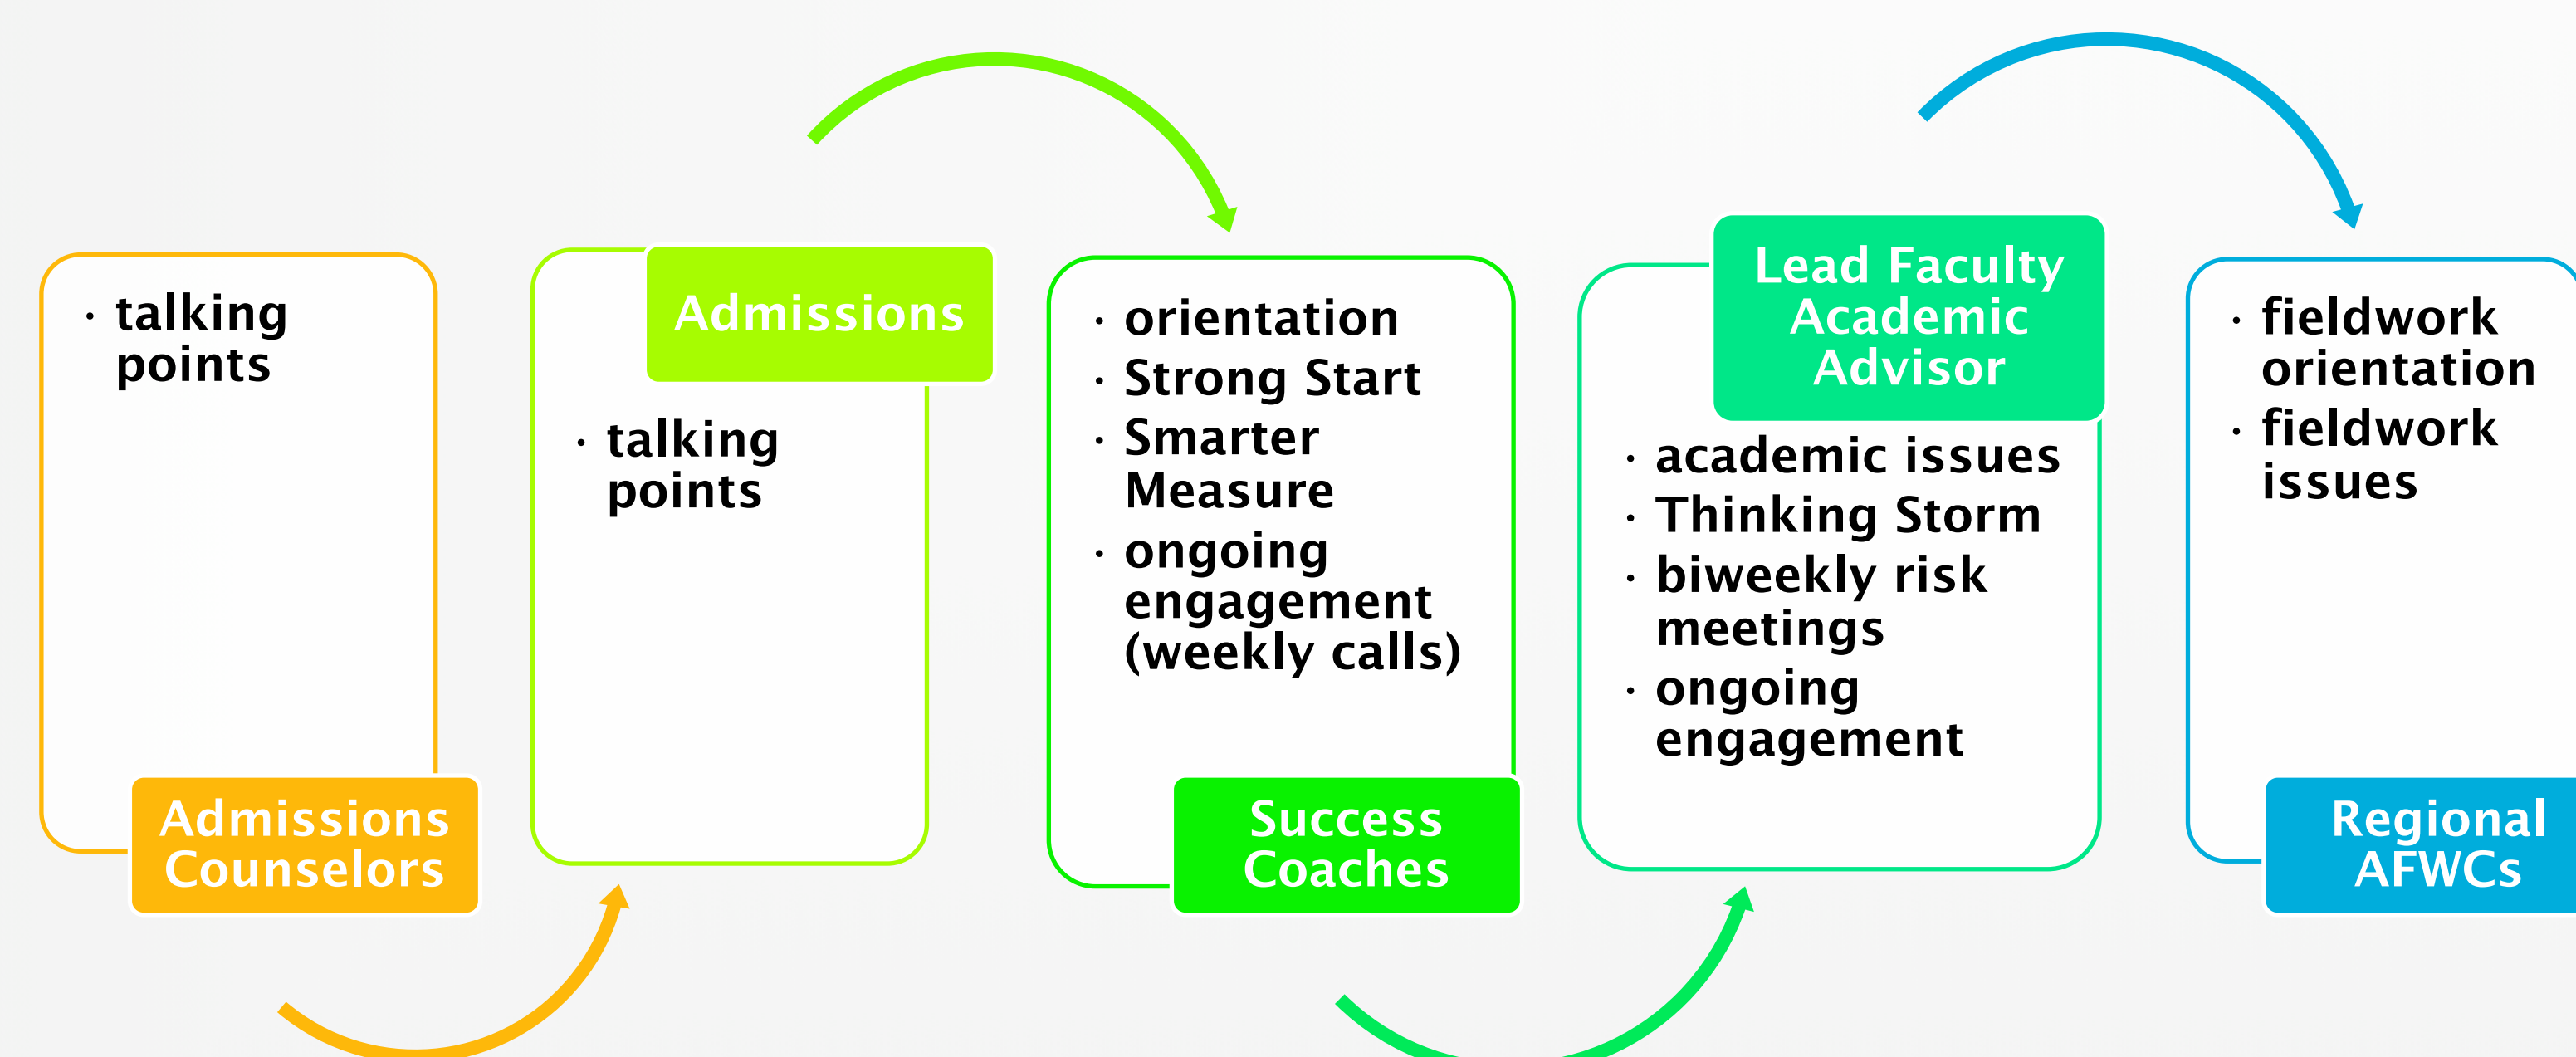 · talking
points
Admissions
Counselors
Admissions
· talking
points
· orientation
· Strong Start
· Smarter
Measure
· ongoing
engagement
(weekly calls)
Success
Coaches
Lead Faculty
Academic
Advisor
· academic issues
· Thinking Storm
· biweekly risk
meetings
· ongoing
engagement
· fieldwork
orientation
· fieldwork
issues
Regional
AFWCs